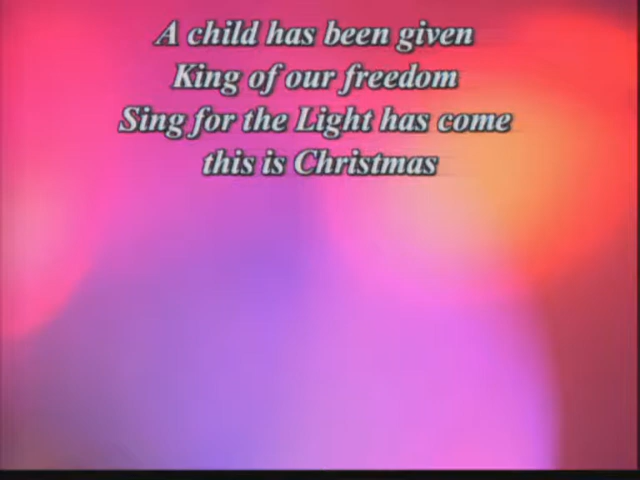 A child has been given
King of our freedom
Sing for the Light has come
this is Christmas